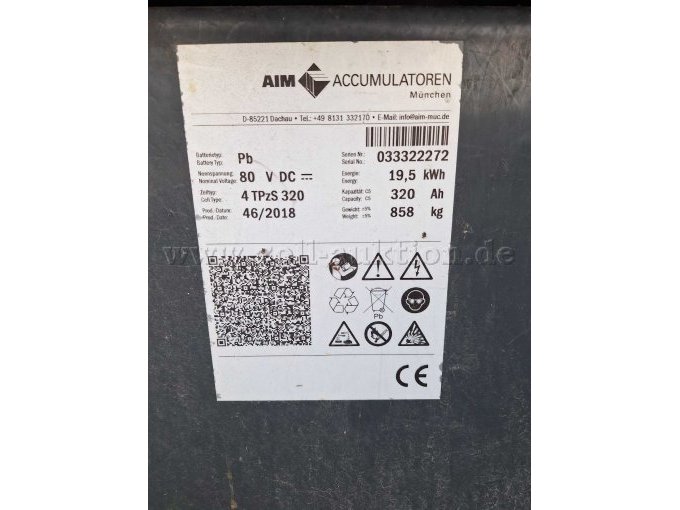 AIM ACCUMULATOREN
München
D-85221 Dachau • Tel.: +49 8131 332170 • E-Mail: info@aim-muc.de
Batterietyp: Pb Serien Nr.: 033322272
Battery Typ: Serial No.:
Nennspannung: 80 V DC Energie: 19,5 kWh
Nominal Voltage: Energy:
Zelltyp: 4 TPzS 320 Kapazität: C5 320 Ah
Cell Type: Capacity: C5
Prod. Datum: 46/2018 Gewicht: ±5% 858 kg
Prod. Date: Weight: ±5%
www.zoll-auktion.de
Pb
CE